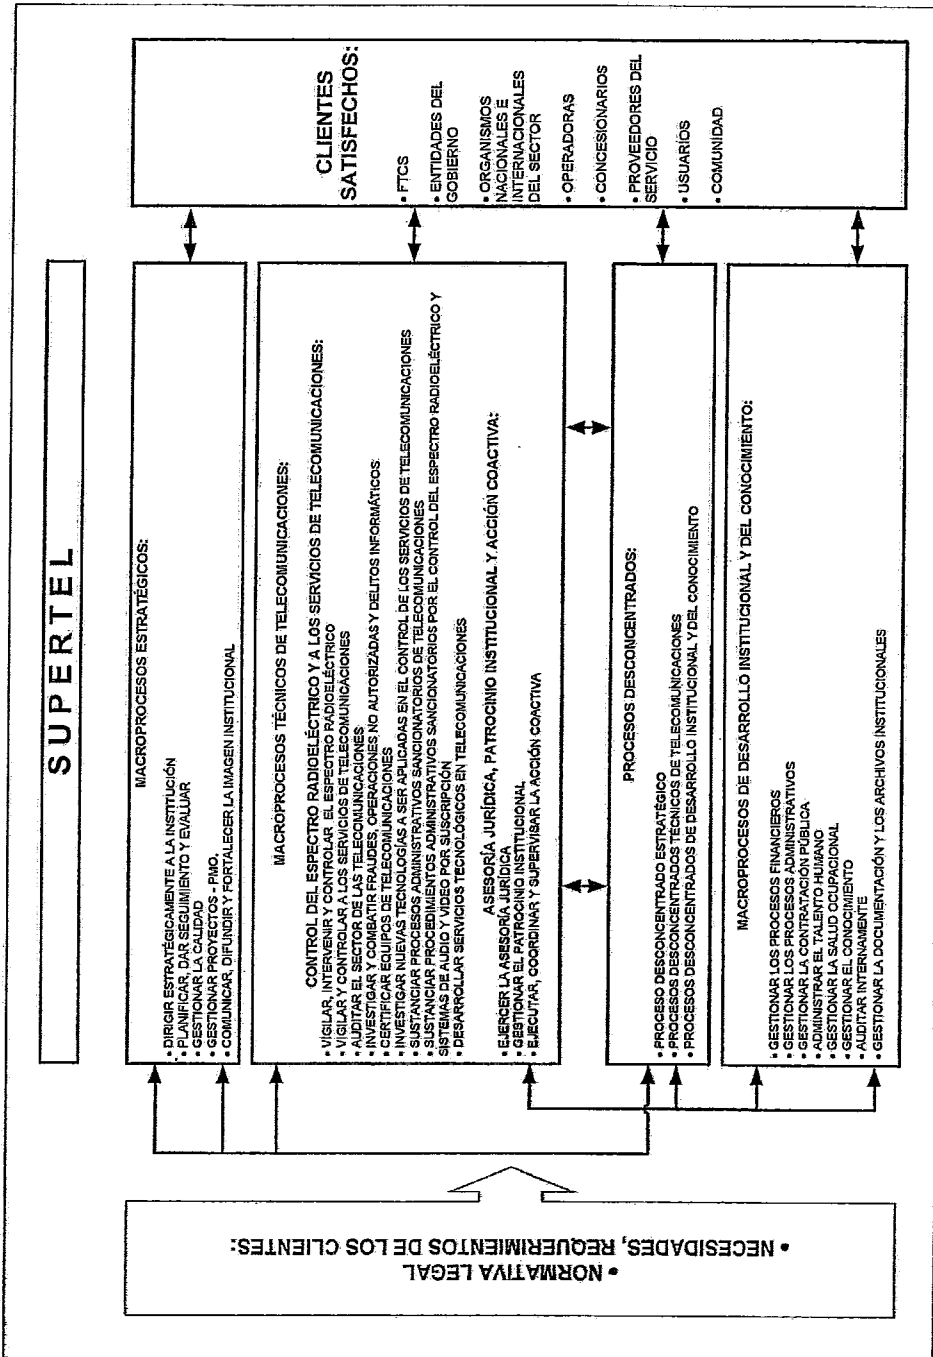 SUPERTEL
• NORMATIVA LEGAL
• NECESIDADES, REQUERIMIENTOS DE LOS CLIENTES:
MACROPROCESOS ESTRATÉGICOS:
• DIRIGIR ESTRATÉGICAMENTE A LA INSTITUCIÓN
• PLANIFICAR, DAR SEGUIMIENTO Y EVALUAR
• GESTIONAR LA CALIDAD
• GESTIONAR PROYECTOS - PMO.
• COMUNICAR, DIFUNDIR Y FORTALECER LA IMAGEN INSTITUCIONAL
MACROPROCESOS TÉCNICOS DE TELECOMUNICACIONES:
CONTROL DEL ESPECTRO RADIOELÉCTRICO Y A LOS SERVICIOS DE TELECOMUNICACIONES:
• VIGILAR, INTERVENIR Y CONTROLAR EL ESPECTRO RADIOELÉCTRICO
• VIGILAR Y CONTROLAR A LOS SERVICIOS DE TELECOMUNICACIONES
• AUDITAR EL SECTOR DE LAS TELECOMUNICACIONES
• INVESTIGAR Y COMBATIR FRAUDES, OPERACIONES NO AUTORIZADAS Y DELITOS INFORMÁTICOS
• CERTIFICAR EQUIPOS DE TELECOMUNICACIONES
• INVESTIGAR NUEVAS TECNOLOGÍAS A SER APLICADAS EN EL CONTROL DE LOS SERVICIOS DE TELECOMUNICACIONES
• SUSTANCIAR PROCESOS ADMINISTRATIVOS SANCIONATORIOS DE TELECOMUNICACIONES
• SUSTANCIAR PROCEDIMIENTOS ADMINISTRATIVOS SANCIONATORIOS POR EL CONTROL DEL ESPECTRO RADIOELÉCTRICO Y
SISTEMAS DE AUDIO Y VIDEO POR SUSCRIPCIÓN
• DESARROLLAR SERVICIOS TECNOLÓGICOS EN TELECOMUNICACIONES
ASESORÍA JURÍDICA, PATROCINIO INSTITUCIONAL Y ACCIÓN COACTIVA:
• EJERCER LA ASESORÍA JURÍDICA
• GESTIONAR EL PATROCINIO INSTITUCIONAL
• EJECUTAR, COORDINAR Y SUPERVISAR LA ACCIÓN COACTIVA
PROCESOS DESCONCENTRADOS:
• PROCESO DESCONCENTRADO ESTRATÉGICO
• PROCESOS DESCONCENTRADOS TÉCNICOS DE TELECOMUNICACIONES
• PROCESOS DESCONCENTRADOS DE DESARROLLO INSTITUCIONAL Y DEL CONOCIMIENTO
MACROPROCESOS DE DESARROLLO INSTITUCIONAL Y DEL CONOCIMIENTO:
• GESTIONAR LOS PROCESOS FINANCIEROS
• GESTIONAR LOS PROCESOS ADMINISTRATIVOS
• GESTIONAR LA CONTRATACIÓN PÚBLICA
• ADMINISTRAR EL TALENTO HUMANO
• GESTIONAR LA SALUD OCUPACIONAL
• GESTIONAR EL CONOCIMIENTO
• AUDITAR INTERNAMENTE
• GESTIONAR LA DOCUMENTACIÓN Y LOS ARCHIVOS INSTITUCIONALES
CLIENTES
SATISFECHOS:
• FTCS
• ENTIDADES DEL
GOBIERNO
• ORGANISMOS
NACIONALES E
INTERNACIONALES
DEL SECTOR
• OPERADORAS
• CONCESIONARIOS
• PROVEEDORES DEL
SERVICIO
• USUARIOS
• COMUNIDAD.